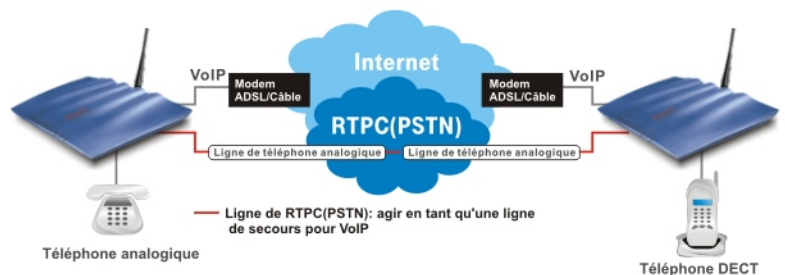 Internet
VoIP
Modem
ADSL/Câble
Modem
ADSL/Câble
VoIP
RTPC(PSTN)
Ligne de téléphone analogique
Ligne de téléphone analogique
Ligne de RTPC(PSTN): agir en tant qu'une ligne
de secours pour VoIP
Téléphone analogique
Téléphone DECT